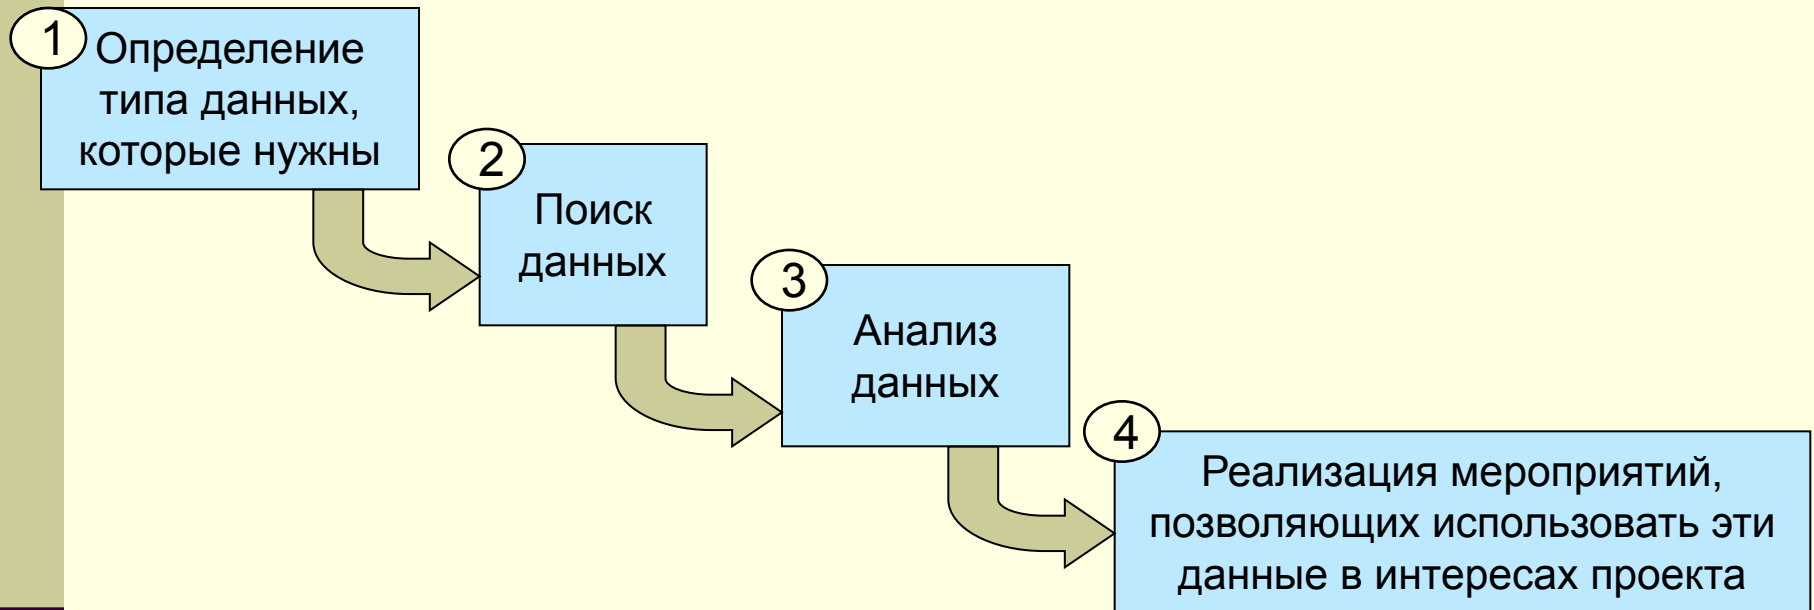 1
Определение
типа данных,
которые нужны
2
Поиск
данных
3
Анализ
данных
4
Реализация мероприятий,
позволяющих использовать эти
данные в интересах проекта